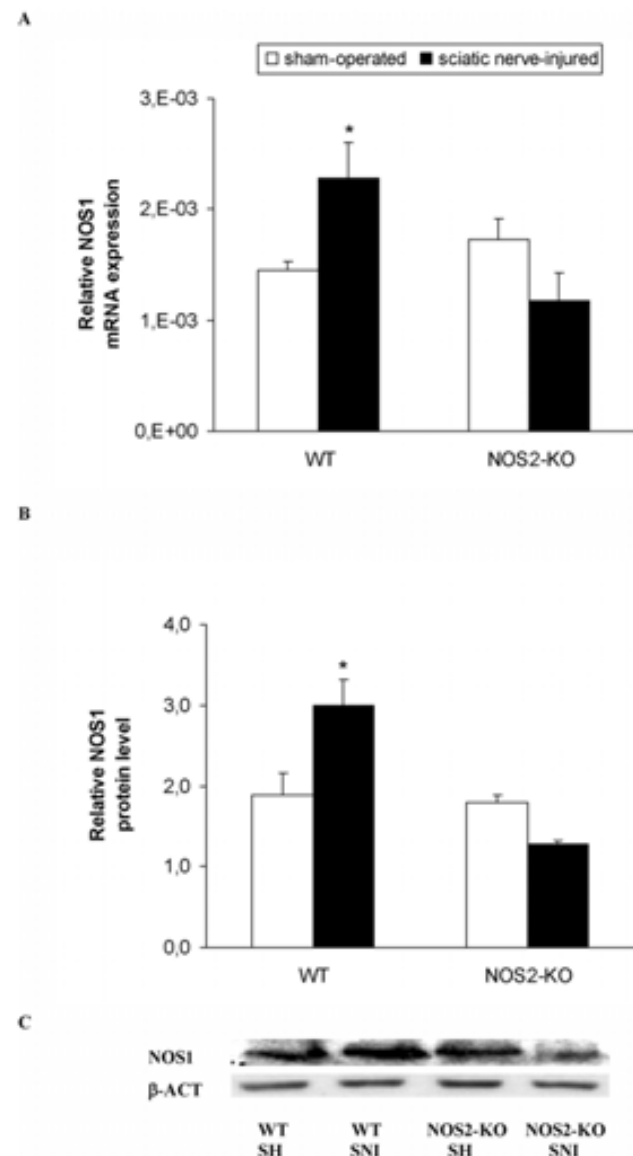 A
sham-operated sciatic nerve-injured
3,E-03
*
2,E-03
Relative NOS1
mRNA expression
1,E-03
0,E+00
WT NOS2-KO
B
4,0
*
3,0
Relative NOS1
protein level
2,0
1,0
0,0
WT NOS2-KO
C
NOS1
β-ACT
WT WT NOS2-KO NOS2-KO
SH SNI SH SNI